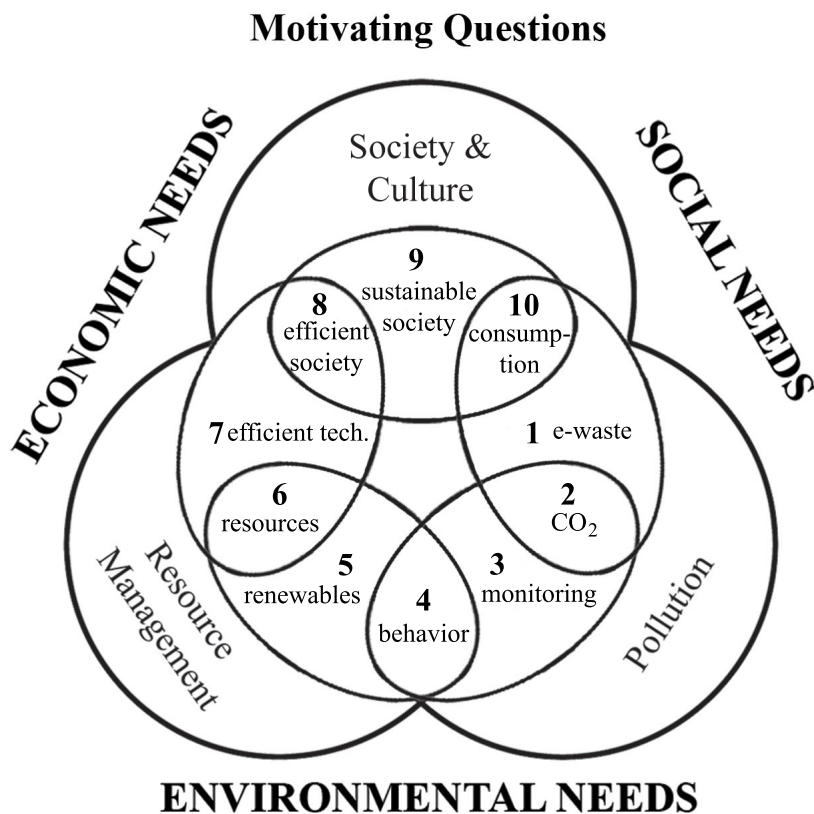 Motivating Questions
ECONOMIC NEEDS
SOCIAL NEEDS
Society &
Culture
9
sustainable
society
8
efficient
society
10
consump-
tion
7 efficient tech.
1 e-waste
6
resources
2
CO₂
5
renewables
3
monitoring
4
behavior
Resource
Management
Pollution
ENVIRONMENTAL NEEDS